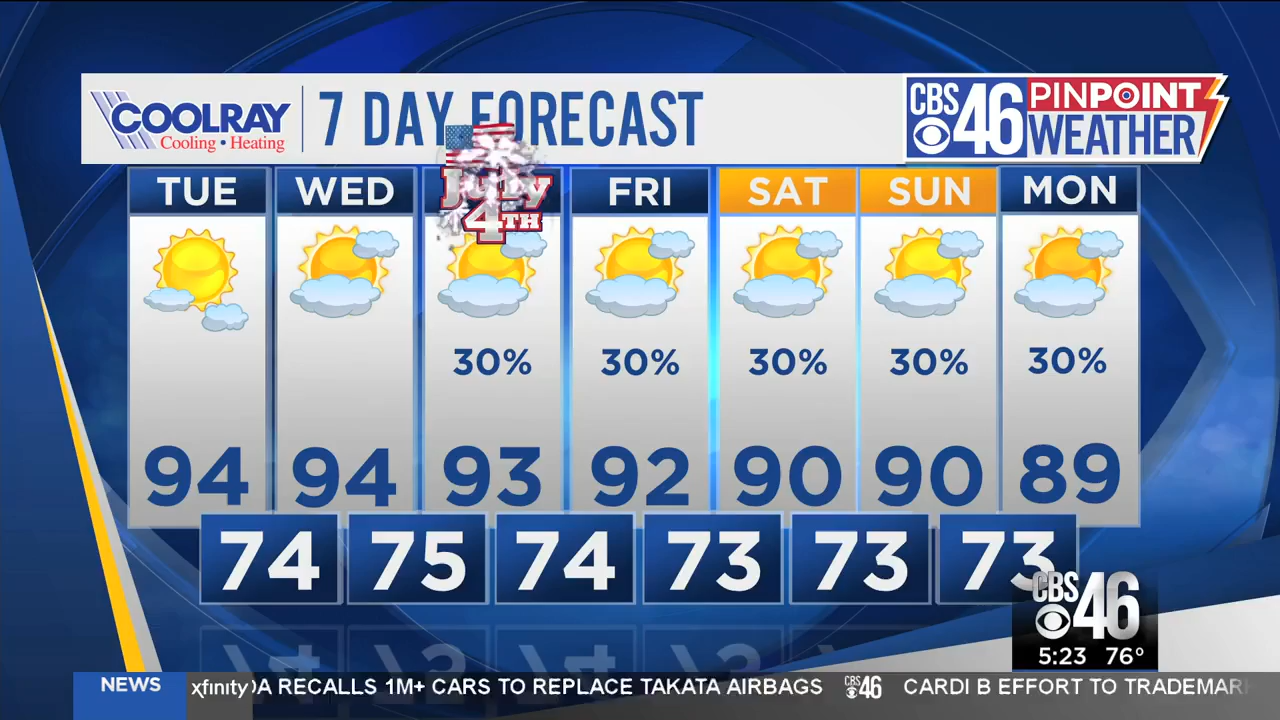 COOLRAY
Cooling • Heating
7 DAY FORECAST
CBS 46 PINPOINT WEATHER
TUE WED July 4TH FRI SAT SUN MON
30% 30% 30% 30% 30%
94 94 93 92 90 90 89
74 75 74 73 73 73
CBS 46
5:23 76°
NEWS xfinity DA RECALLS 1M+ CARS TO REPLACE TAKATA AIRBAGS CBS 46 CARDI B EFFORT TO TRADEMAR